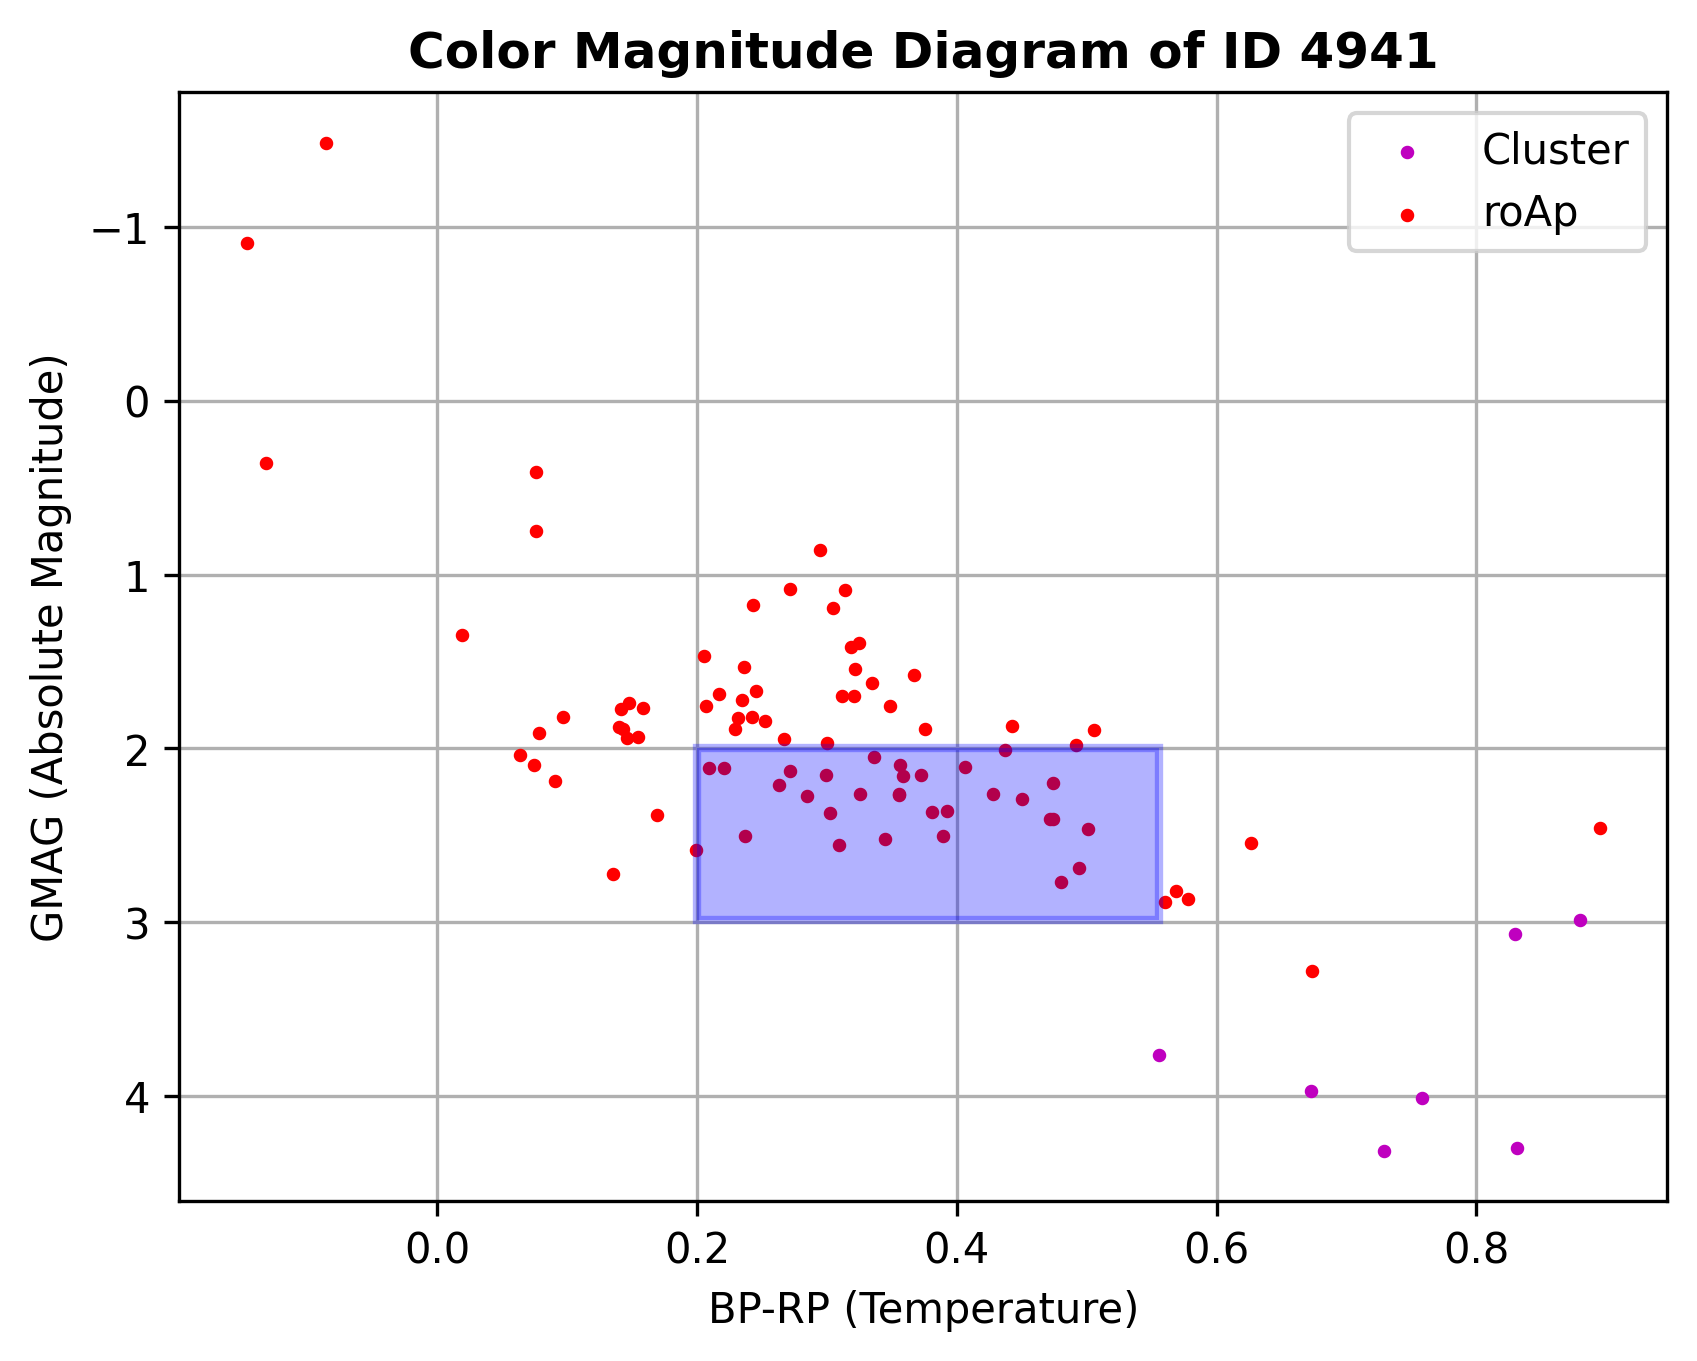 Color Magnitude Diagram of ID 4941
Cluster
roAp
−1
0
1
2
3
4
GMAG (Absolute Magnitude)
0.0 0.2 0.4 0.6 0.8
BP-RP (Temperature)